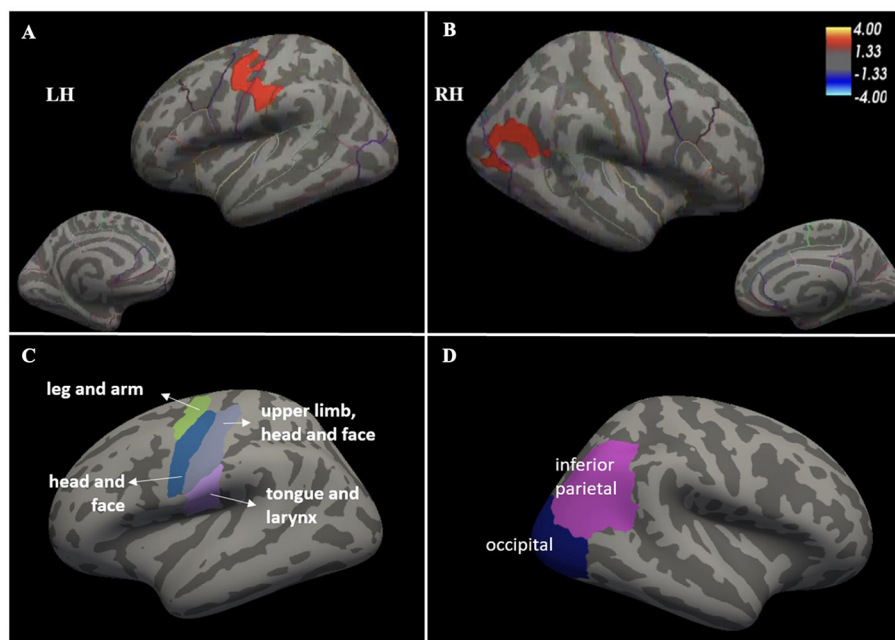 A
LH
B
RH
4.00
1.33
-1.33
-4.00
C
leg and arm
upper limb,
head and face
head and
face
tongue and
larynx
D
inferior
parietal
occipital